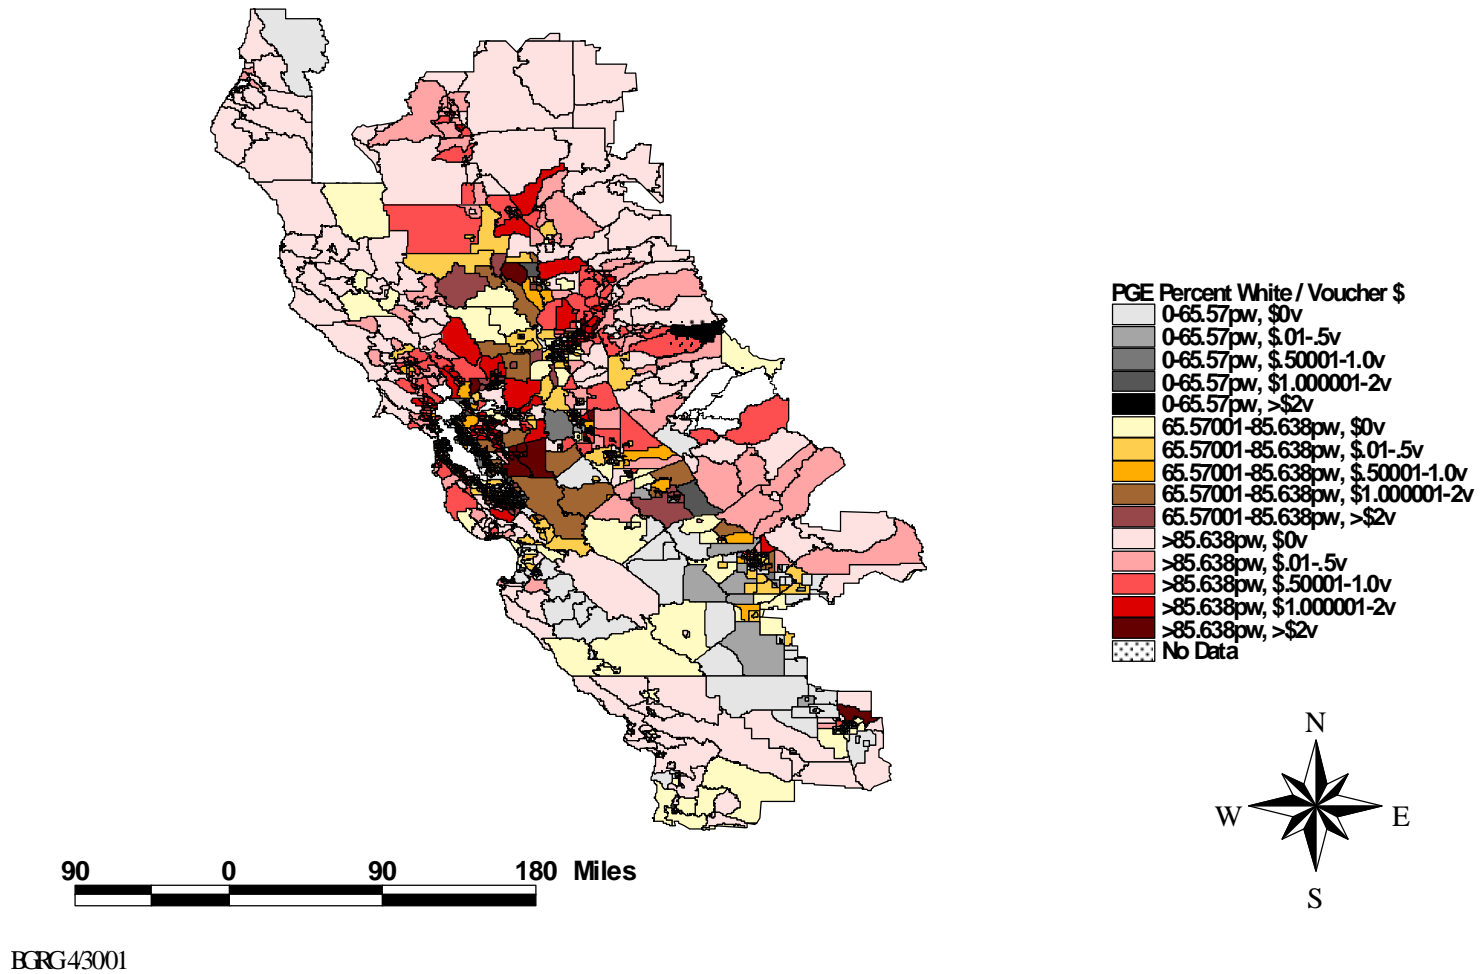 PGE Percent White / Voucher $
0-65.57pw, $0v
0-65.57pw, $.01-.5v
0-65.57pw, $.50001-1.0v
0-65.57pw, $1.000001-2v
0-65.57pw, >$2v
65.57001-85.638pw, $0v
65.57001-85.638pw, $.01-.5v
65.57001-85.638pw, $.50001-1.0v
65.57001-85.638pw, $1.000001-2v
65.57001-85.638pw, >$2v
>85.638pw, $0v
>85.638pw, $.01-.5v
>85.638pw, $.50001-1.0v
>85.638pw, $1.000001-2v
>85.638pw, >$2v
No Data
N
W E
S
90 0 90 180 Miles
EGRG 4/30/01